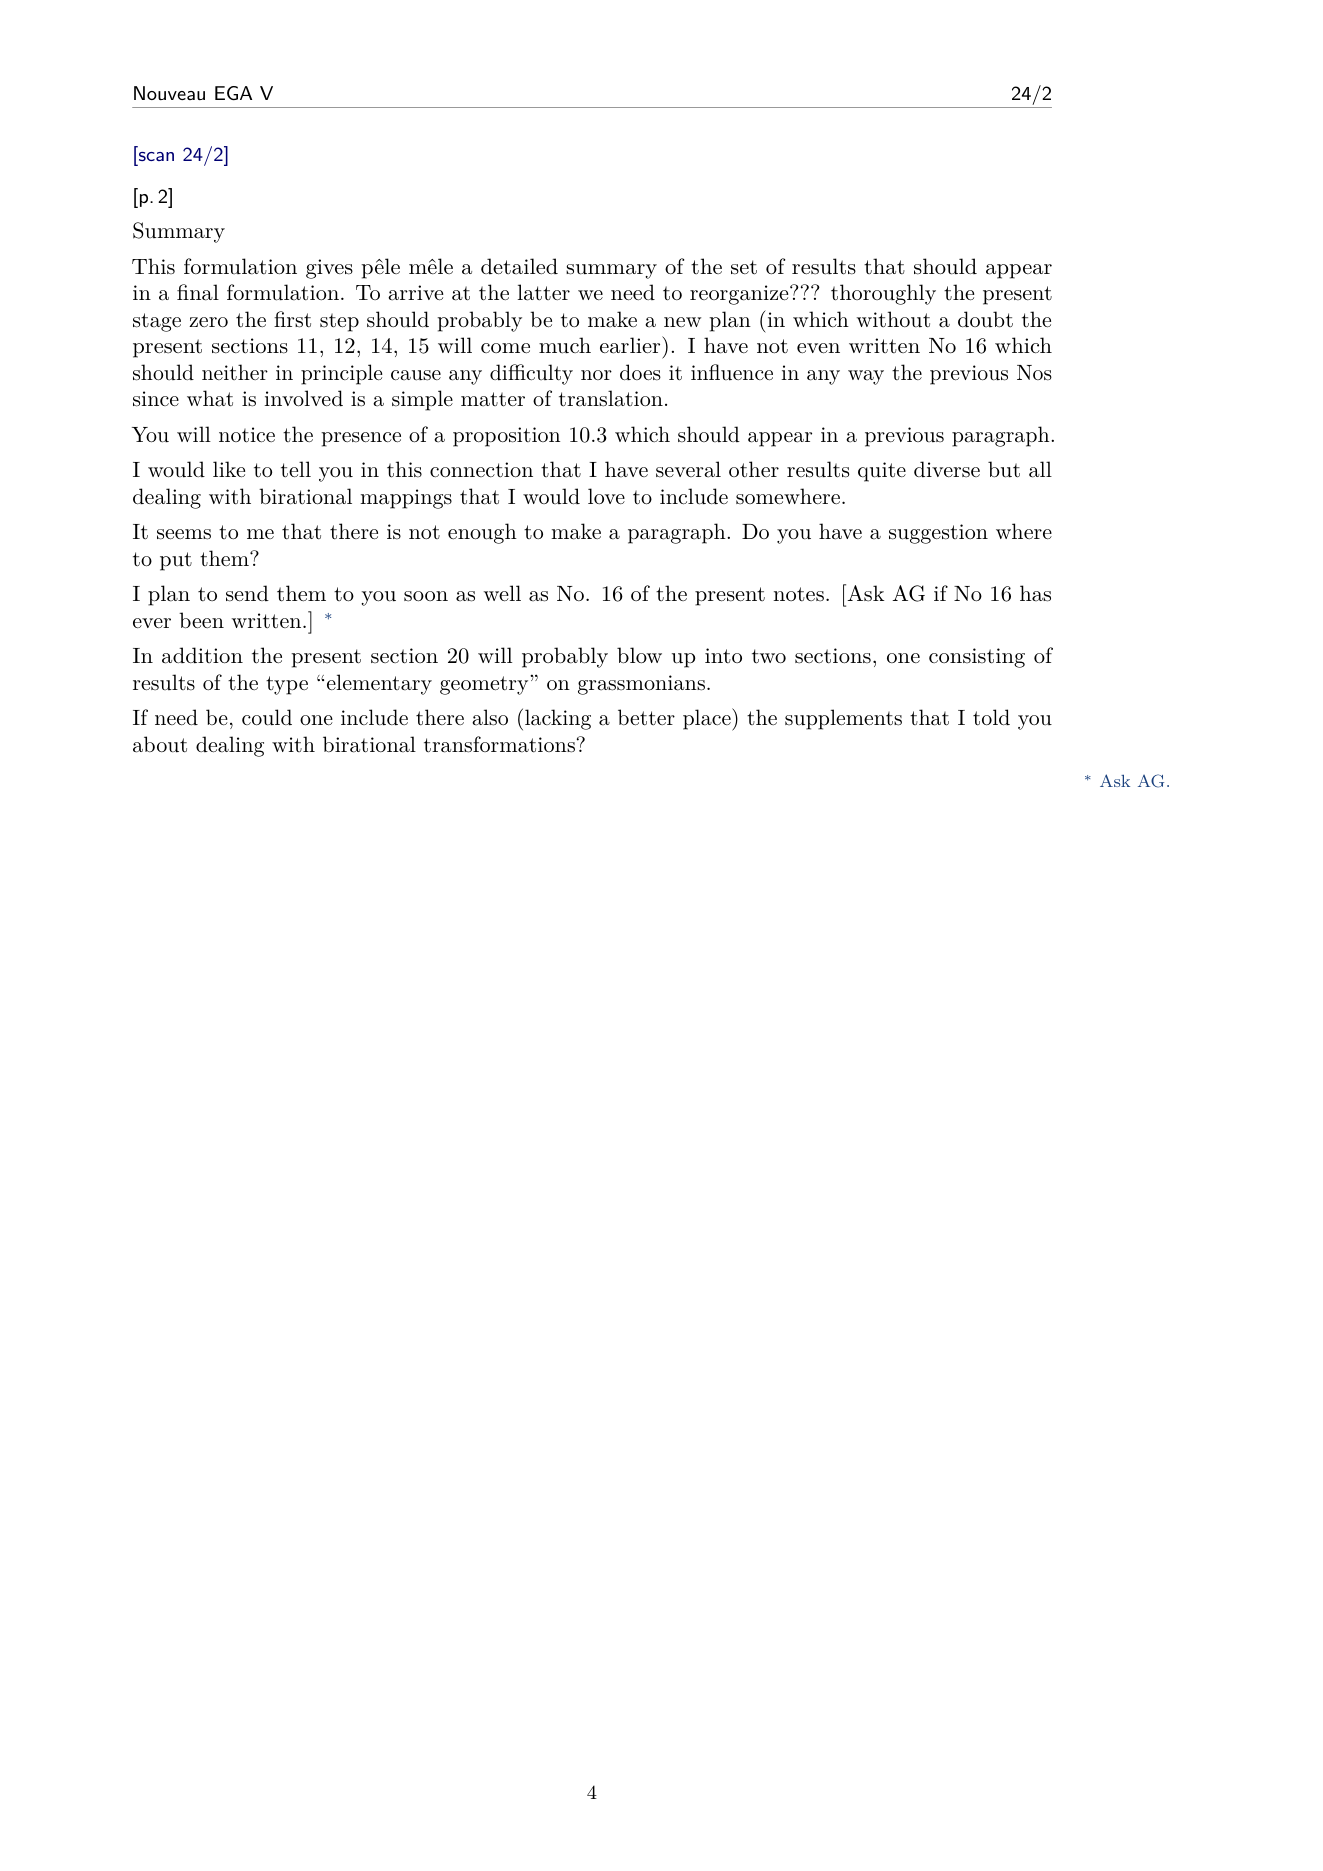 Nouveau EGA V 24/2
[scan 24/2]
[p. 2]
Summary
This formulation gives pêle mêle a detailed summary of the set of results that should appear
in a final formulation. To arrive at the latter we need to reorganize??? thoroughly the present
stage zero the first step should probably be to make a new plan (in which without a doubt the
present sections 11, 12, 14, 15 will come much earlier). I have not even written No 16 which
should neither in principle cause any difficulty nor does it influence in any way the previous Nos
since what is involved is a simple matter of translation.
You will notice the presence of a proposition 10.3 which should appear in a previous paragraph.
I would like to tell you in this connection that I have several other results quite diverse but all
dealing with birational mappings that I would love to include somewhere.
It seems to me that there is not enough to make a paragraph. Do you have a suggestion where
to put them?
I plan to send them to you soon as well as No. 16 of the present notes. [Ask AG if No 16 has
ever been written.] *
In addition the present section 20 will probably blow up into two sections, one consisting of
results of the type “elementary geometry” on grassmonians.
If need be, could one include there also (lacking a better place) the supplements that I told you
about dealing with birational transformations?
* Ask AG.
4